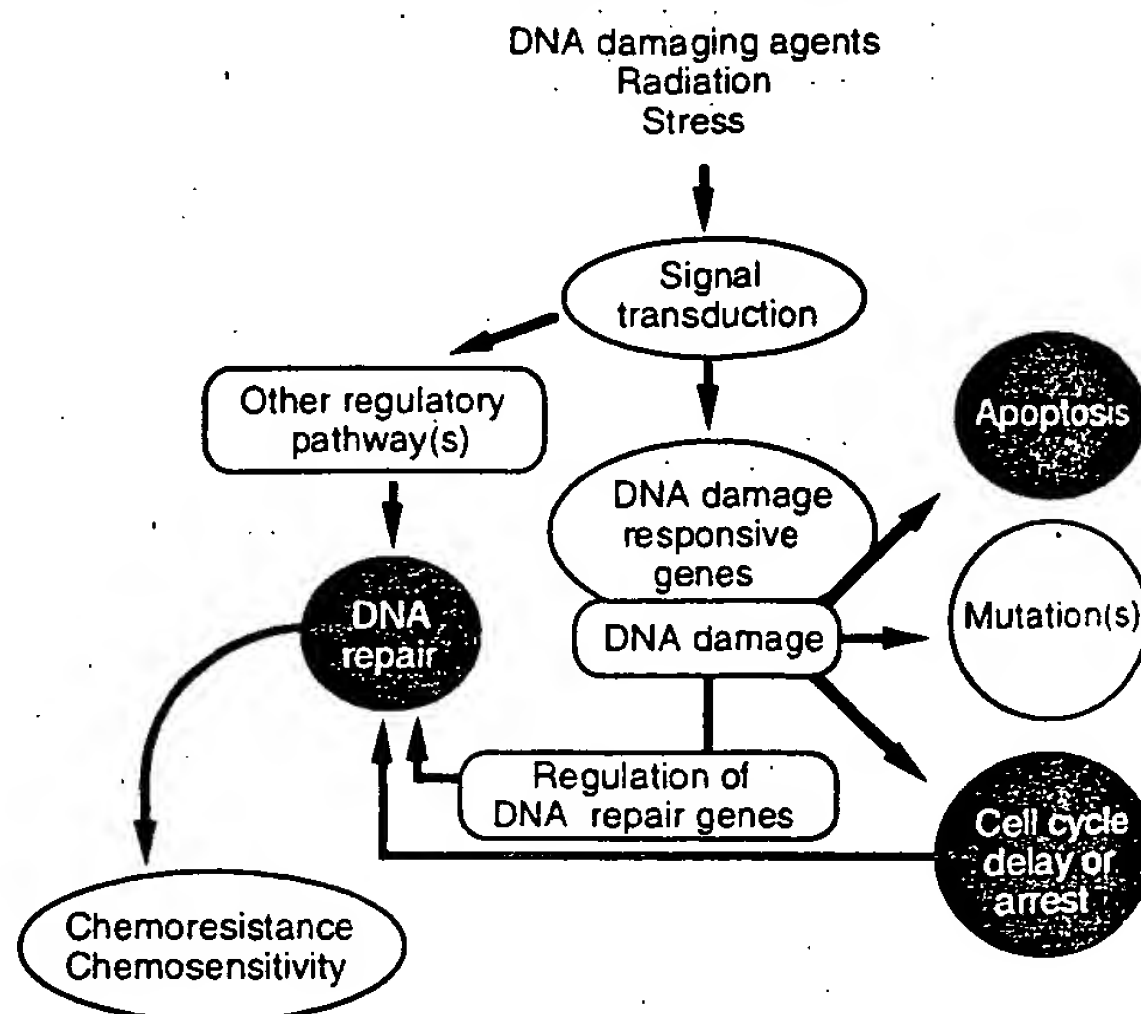 DNA damaging agents
Radiation
Stress
Signal
transduction
Other regulatory
pathway(s)
Apoptosis
DNA damage
responsive
genes
DNA
repair
DNA damage
Mutation(s)
Regulation of
DNA repair genes
Cell cycle
delay or
arrest
Chemoresistance
Chemosensitivity